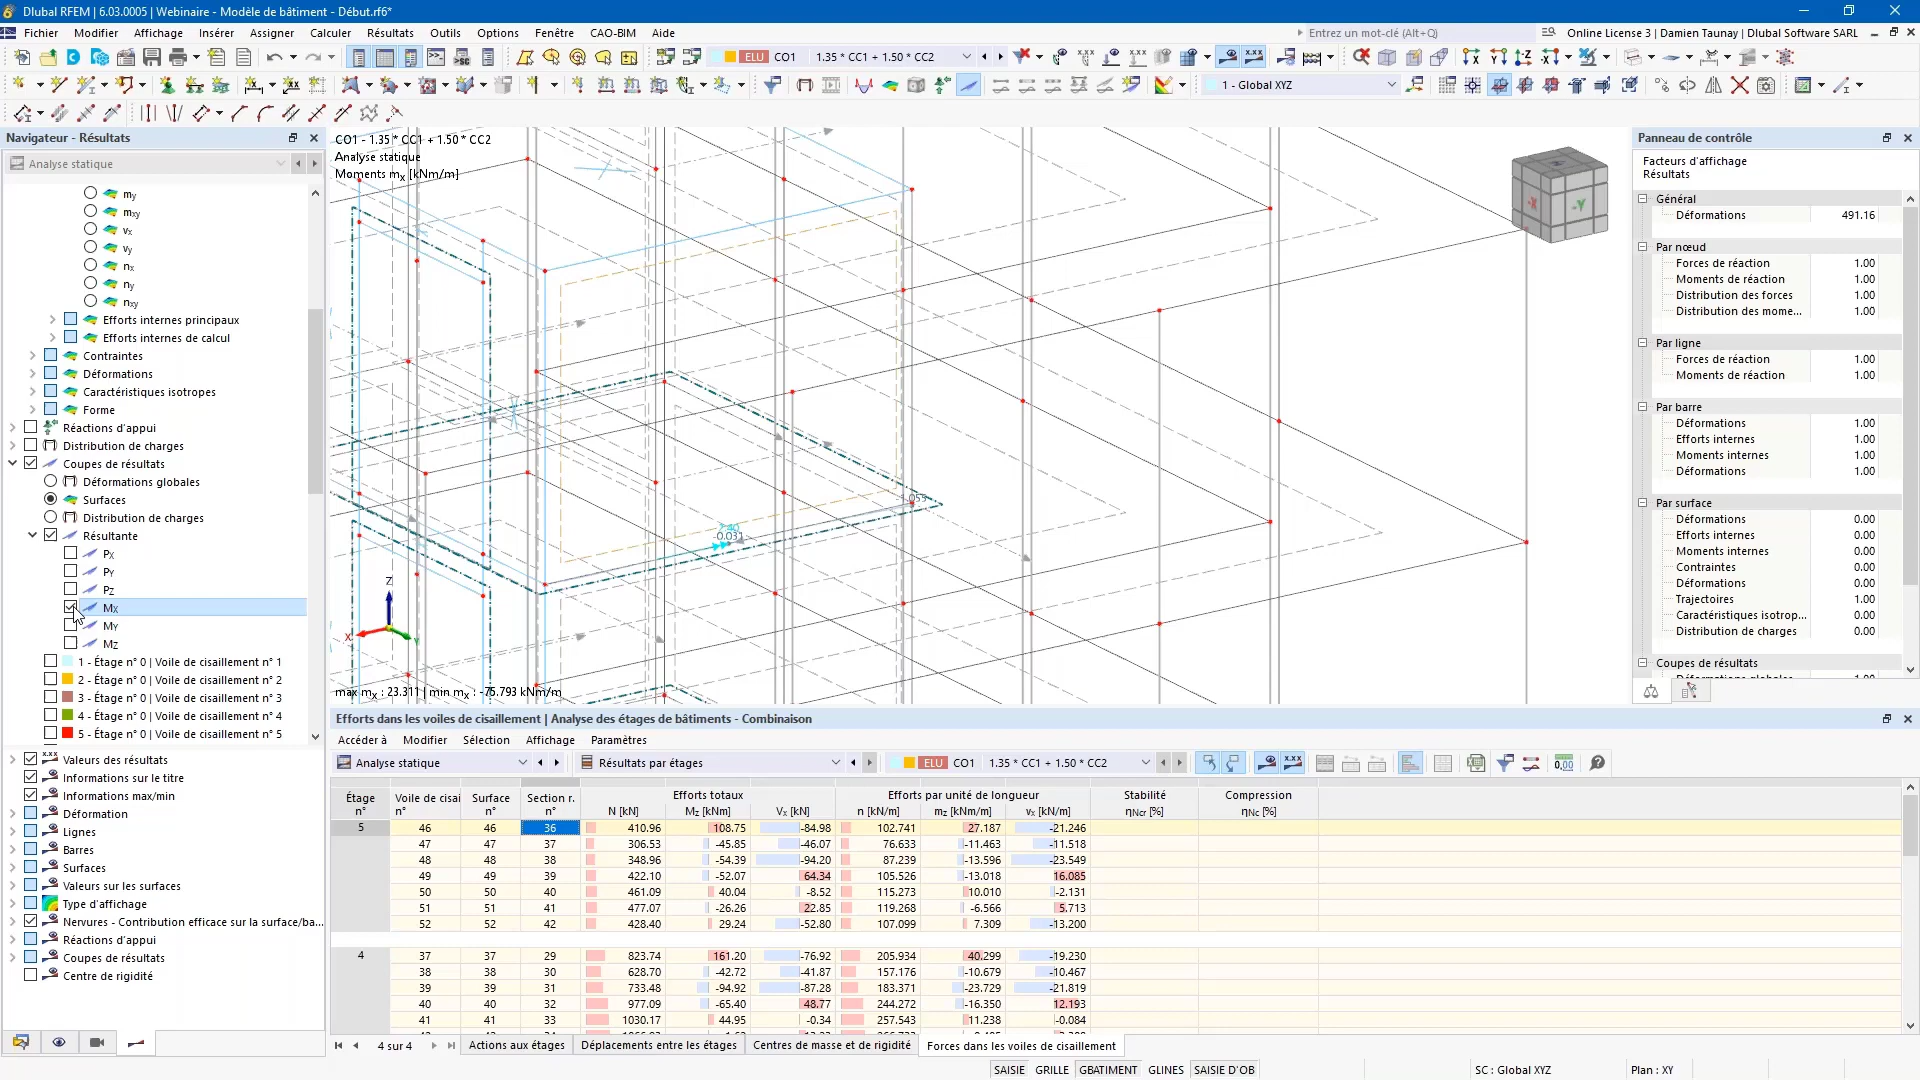 Dlubal RFEM | 6.03.0005 | Webinaire - Modèle de bâtiment - Début.rf6*
Fichier Modifier Affichage Insérer Assigner Calculer Résultats Outils Options Fenêtre CAO-BIM Aide
Entrez un mot-clé (Alt+Q)
Online License 3 | Damien Taunay | Dlubal Software SARL
ELU CO1 1.35 * CC1 + 1.50 * CC2
1 - Global XYZ
Navigateur - Résultats
Analyse statique
my
mxy
vx
vy
nx
ny
nxy
Efforts internes principaux
Efforts internes de calcul
Contraintes
Déformations
Caractéristiques isotropes
Forme
Réactions d'appui
Distribution de charges
Coupes de résultats
Déformations globales
Surfaces
Distribution de charges
Résultante
PX
PY
PZ
MX
MY
MZ
1 - Étage n° 0 | Voile de cisaillement n° 1
2 - Étage n° 0 | Voile de cisaillement n° 2
3 - Étage n° 0 | Voile de cisaillement n° 3
4 - Étage n° 0 | Voile de cisaillement n° 4
5 - Étage n° 0 | Voile de cisaillement n° 5
Valeurs des résultats
Informations sur le titre
Informations max/min
Déformation
Lignes
Barres
Surfaces
Valeurs sur les surfaces
Type d'affichage
Nervures - Contribution efficace sur la surface/ba...
Réactions d'appui
Coupes de résultats
Centre de rigidité
CO1 - 1.35 * CC1 + 1.50 * CC2
Analyse statique
Moments mx [kNm/m]
-0.031
Z
X
max mx : 23.311 | min mx : -75.793 kNm/m
-X
-Y
Panneau de contrôle
Facteurs d'affichage
Résultats
Général
Déformations 491.16
Par nœud
Forces de réaction 1.00
Moments de réaction 1.00
Distribution des forces 1.00
Distribution des mome... 1.00
Par ligne
Forces de réaction 1.00
Moments de réaction 1.00
Par barre
Déformations 1.00
Efforts internes 1.00
Moments internes 1.00
Déformations 1.00
Par surface
Déformations 0.00
Efforts internes 0.00
Moments internes 0.00
Contraintes 0.00
Déformations 0.00
Trajectoires 1.00
Caractéristiques isotrop... 0.00
Distribution de charges 0.00
Coupes de résultats
Efforts dans les voiles de cisaillement | Analyse des étages de bâtiments - Combinaison
Accéder à Modifier Sélection Affichage Paramètres
Analyse statique Résultats par étages ELU CO1 1.35 * CC1 + 1.50 * CC2
Étage Voile de cisai Surface Section r. Efforts totaux Efforts par unité de longueur Stabilité Compression
n° n° n° n° N [kN] Mz [kNm] Vx [kN] n [kN/m] mz [kNm/m] vx [kN/m] ηNcr [%] ηNc [%]
5 46 46 36 410.96 108.75 -84.98 102.741 27.187 -21.246
47 47 37 306.53 -45.85 -46.07 76.633 -11.463 -11.518
48 48 38 348.96 -54.39 -94.20 87.239 -13.596 -23.549
49 49 39 422.10 -52.07 64.34 105.526 -13.018 16.085
50 50 40 461.09 40.04 -8.52 115.273 10.010 -2.131
51 51 41 477.07 -26.26 22.85 119.268 -6.566 5.713
52 52 42 428.40 29.24 -52.80 107.099 7.309 -13.200
4 37 37 29 823.74 161.20 -76.92 205.934 40.299 -19.230
38 38 30 628.70 -42.72 -41.87 157.176 -10.679 -10.467
39 39 31 733.48 -94.92 -87.28 183.371 -23.729 -21.819
40 40 32 977.09 -65.40 48.77 244.272 -16.350 12.193
41 41 33 1030.17 44.95 -0.34 257.543 11.238 -0.084
4 sur 4 Actions aux étages Déplacements entre les étages Centres de masse et de rigidité Forces dans les voiles de cisaillement
SAISIE GRILLE GBATIMENT GLINES SAISIE D'OB SC : Global XYZ Plan : XY